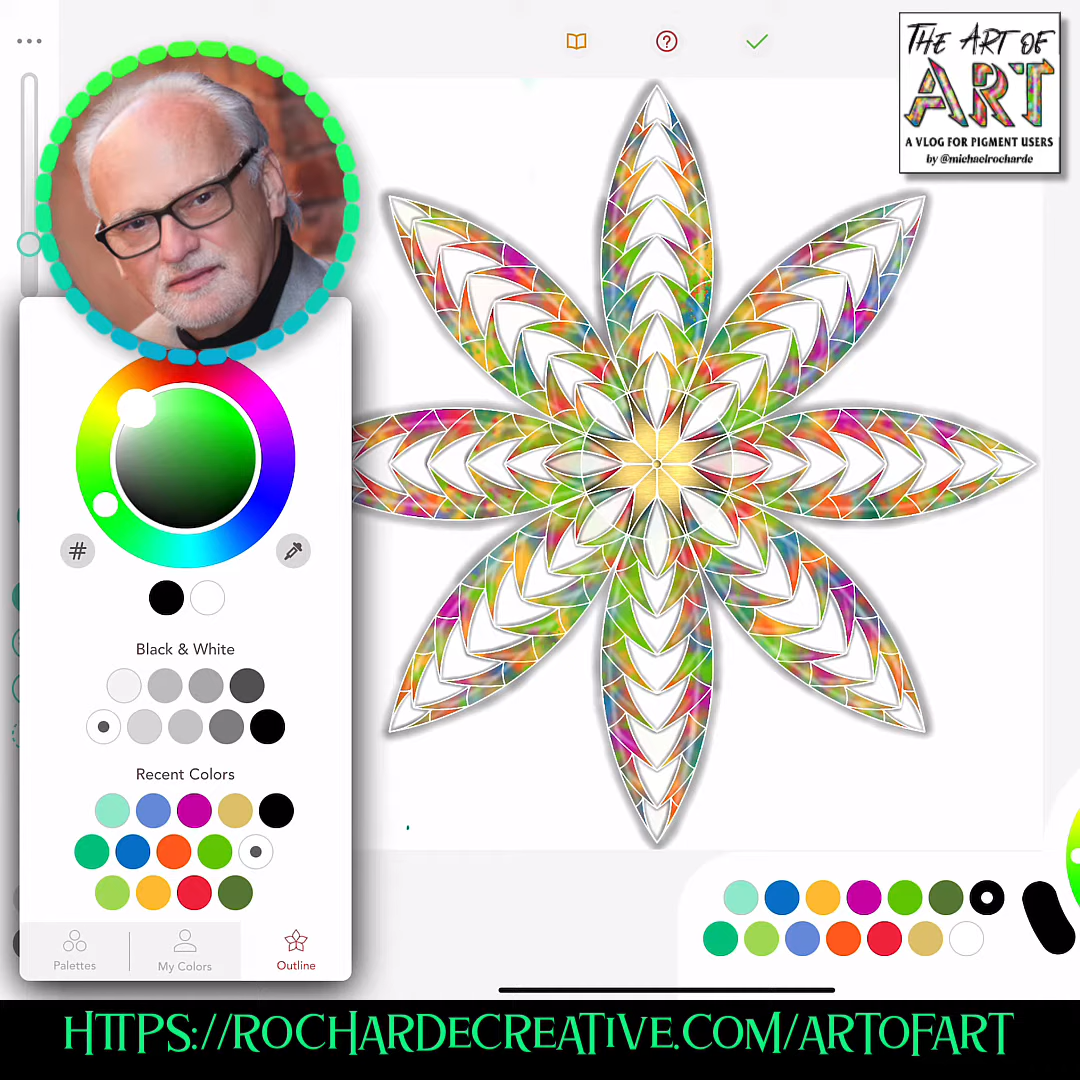 THE ART OF
ART
A VLOG FOR PIGMENT USERS
by @michaelrocharde
#
Black & White
Recent Colors
Palettes
My Colors
Outline
HTTPS://ROCHARDECREATIVE.COM/ARTOFART